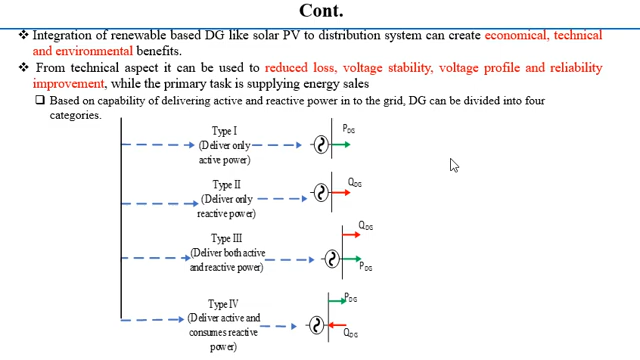 Cont.
❖ Integration of renewable based DG like solar PV to distribution system can create economical, technical
and environmental benefits.
❖ From technical aspect it can be used to reduced loss, voltage stability, voltage profile and reliability
improvement, while the primary task is supplying energy sales
❑ Based on capability of delivering active and reactive power in to the grid, DG can be divided into four
categories.
Type I
(Deliver only
active power)
PDG
Type II
(Deliver only
reactive power)
QDG
Type III
(Deliver both active
and reactive power)
QDG
PDG
Type IV
(Deliver active and
consumes reactive
power)
PDG
QDG